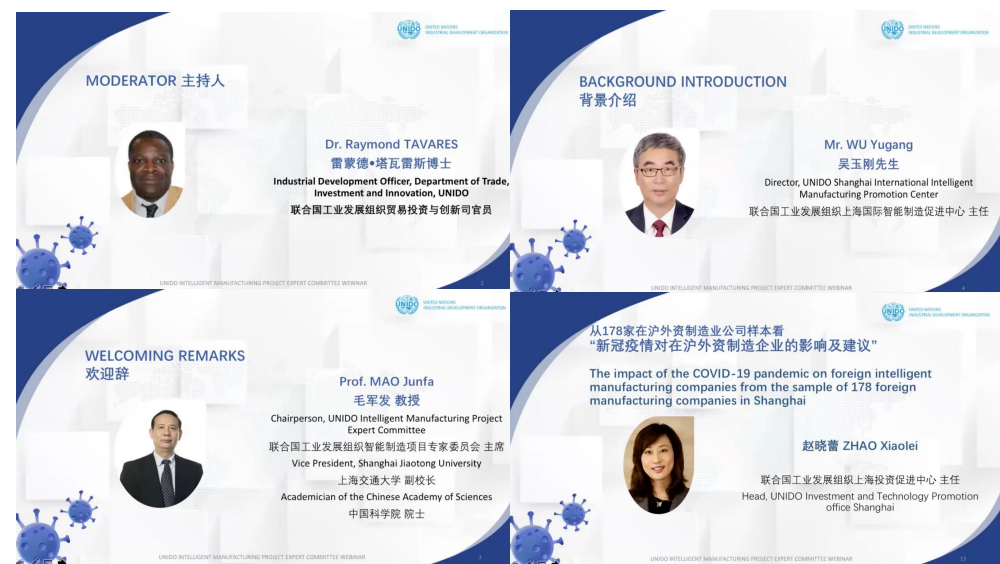 UNITED NATIONS
INDUSTRIAL DEVELOPMENT ORGANIZATION
UNIDO
MODERATOR 主持人
Dr. Raymond TAVARES
雷蒙德•塔瓦雷斯博士
Industrial Development Officer, Department of Trade,
Investment and Innovation, UNIDO
联合国工业发展组织贸易投资与创新司官员
UNIDO INTELLIGENT MANUFACTURING PROJECT EXPERT COMMITTEE WEBINAR
2
UNITED NATIONS
INDUSTRIAL DEVELOPMENT ORGANIZATION
UNIDO
BACKGROUND INTRODUCTION
背景介绍
Mr. WU Yugang
吴玉刚先生
Director, UNIDO Shanghai International Intelligent
Manufacturing Promotion Center
联合国工业发展组织上海国际智能制造促进中心 主任
UNIDO INTELLIGENT MANUFACTURING PROJECT EXPERT COMMITTEE WEBINAR
UNITED NATIONS
INDUSTRIAL DEVELOPMENT ORGANIZATION
UNIDO
WELCOMING REMARKS
欢迎辞
Prof. MAO Junfa
毛军发 教授
Chairperson, UNIDO Intelligent Manufacturing Project
Expert Committee
联合国工业发展组织智能制造项目专家委员会 主席
Vice President, Shanghai Jiaotong University
上海交通大学 副校长
Academician of the Chinese Academy of Sciences
中国科学院 院士
UNIDO INTELLIGENT MANUFACTURING PROJECT EXPERT COMMITTEE WEBINAR
3
UNITED NATIONS
INDUSTRIAL DEVELOPMENT ORGANIZATION
UNIDO
从178家在沪外资制造业公司样本看
“新冠疫情对在沪外资制造企业的影响及建议”
The impact of the COVID-19 pandemic on foreign intelligent
manufacturing companies from the sample of 178 foreign
manufacturing companies in Shanghai
赵晓蕾 ZHAO Xiaolei
联合国工业发展组织上海投资促进中心 主任
Head, UNIDO Investment and Technology Promotion
office Shanghai
UNIDO INTELLIGENT MANUFACTURING PROJECT EXPERT COMMITTEE WEBINAR
13